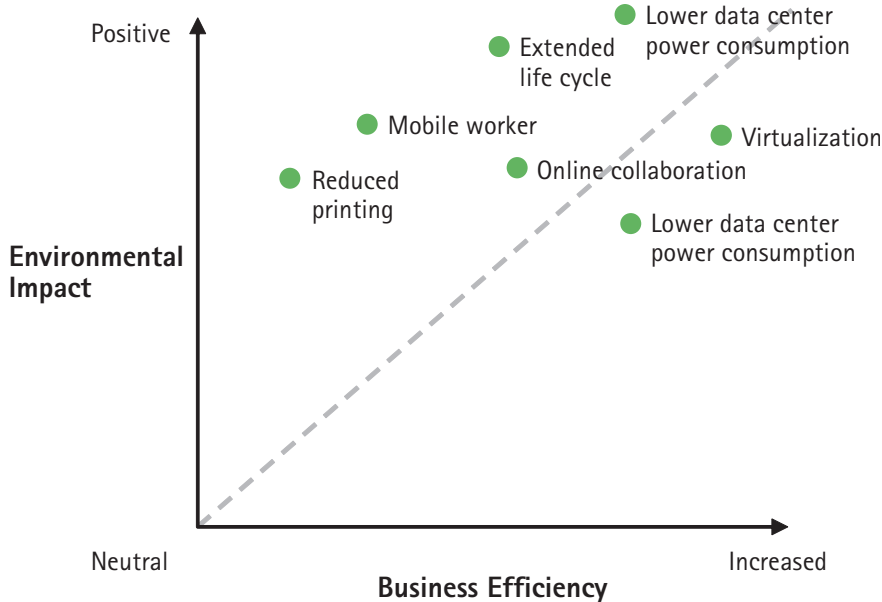 Positive
Lower data center
power consumption
Extended
life cycle
Mobile worker
Virtualization
Online collaboration
Reduced
printing
Lower data center
power consumption
Environmental
Impact
Neutral
Increased
Business Efficiency